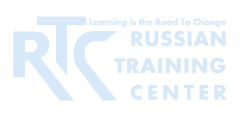 Learning is the Road To Change
RTC RUSSIAN
TRAINING
CENTER